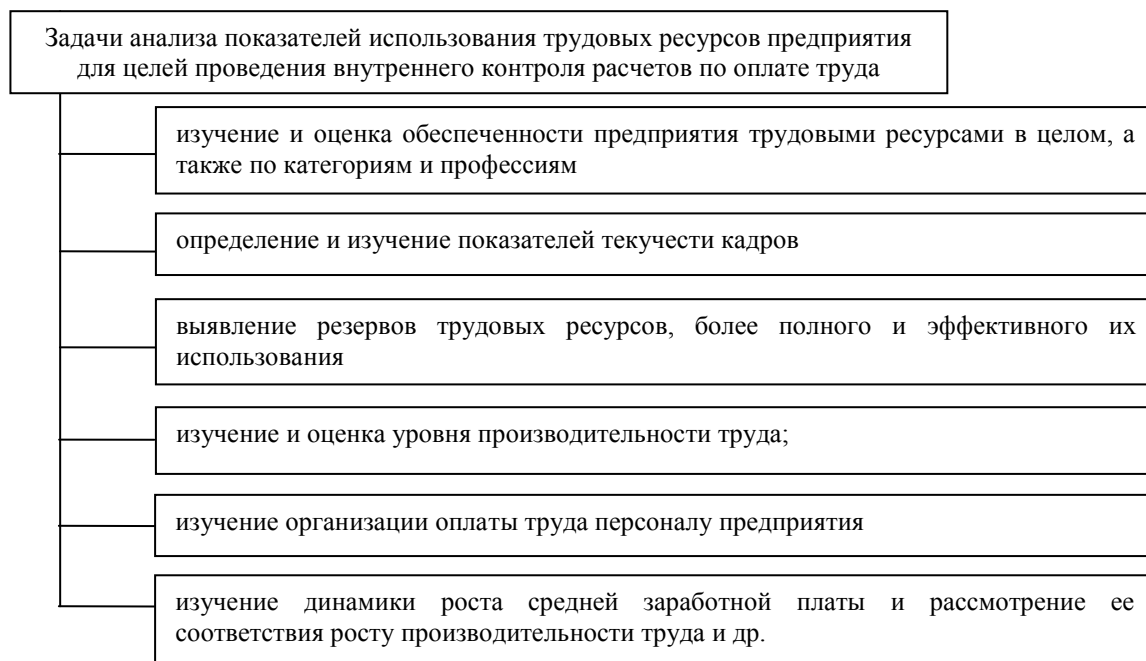 Задачи анализа показателей использования трудовых ресурсов предприятия
для целей проведения внутреннего контроля расчетов по оплате труда
изучение и оценка обеспеченности предприятия трудовыми ресурсами в целом, а
также по категориям и профессиям
определение и изучение показателей текучести кадров
выявление резервов трудовых ресурсов, более полного и эффективного их
использования
изучение и оценка уровня производительности труда;
изучение организации оплаты труда персоналу предприятия
изучение динамики роста средней заработной платы и рассмотрение ее
соответствия росту производительности труда и др.